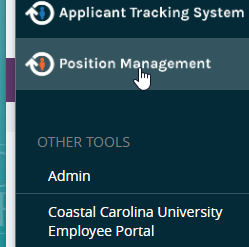 Applicant Tracking System
Position Management
OTHER TOOLS
Admin
Coastal Carolina University
Employee Portal